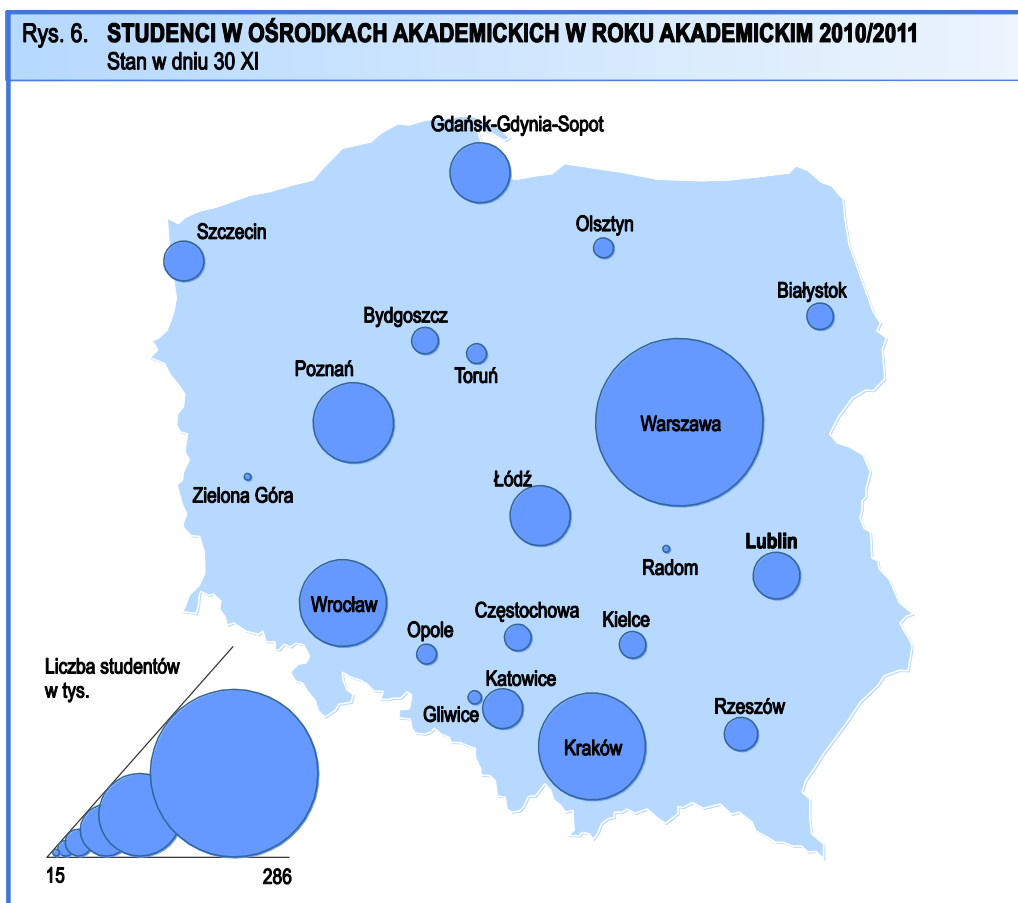 Rys. 6. STUDENCI W OŚRODKACH AKADEMICKICH W ROKU AKADEMICKIM 2010/2011
Stan w dniu 30 XI
Gdańsk-Gdynia-Sopot
Szczecin
Olsztyn
Białystok
Bydgoszcz
Toruń
Poznań
Warszawa
Zielona Góra
Łódź
Lublin
Radom
Wrocław
Częstochowa
Kielce
Opole
Katowice
Gliwice
Kraków
Rzeszów
Liczba studentów
w tys.
15 286